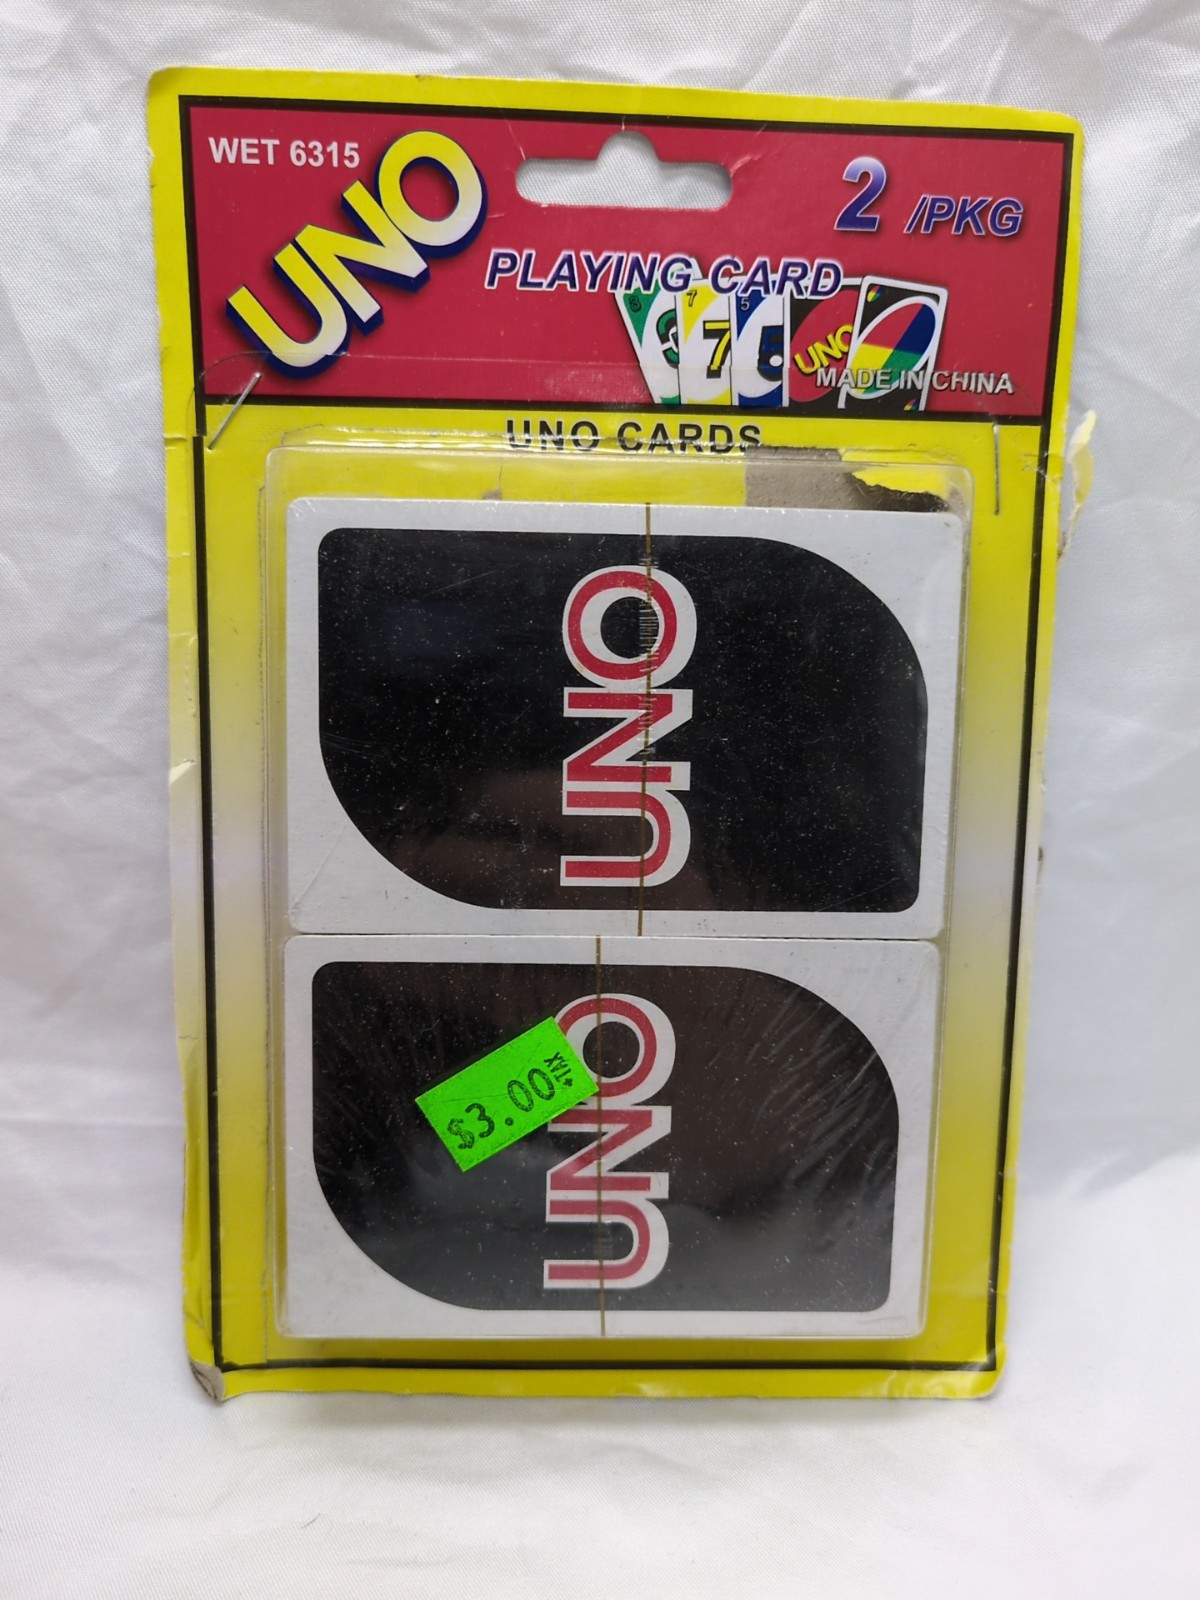 WET 6315
UNO
2 /PKG
PLAYING CARD
3
7
5
7
UNO
MADE IN CHINA
UNO CARDS
UNO
UNO
$3.00 +TAX